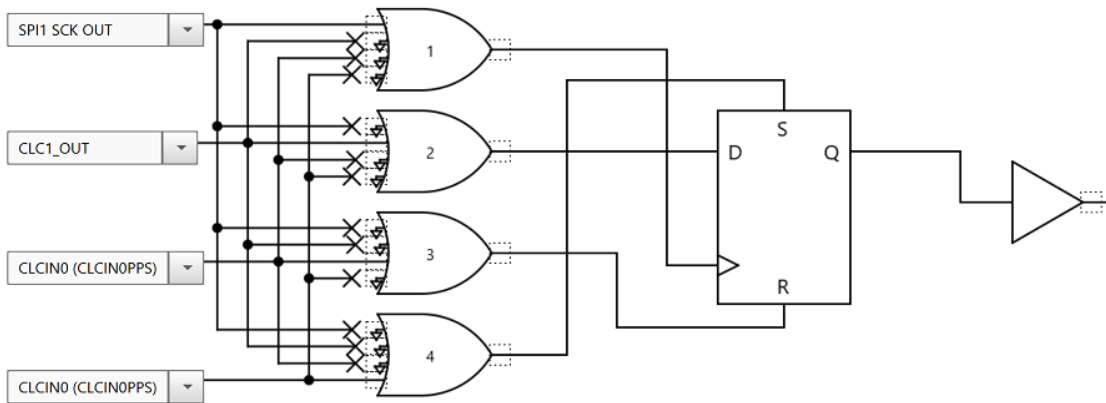 SPI1 SCK OUT
1
CLC1_OUT
2
S
D
Q
CLCIN0 (CLCIN0PPS)
3
R
4
CLCIN0 (CLCIN0PPS)